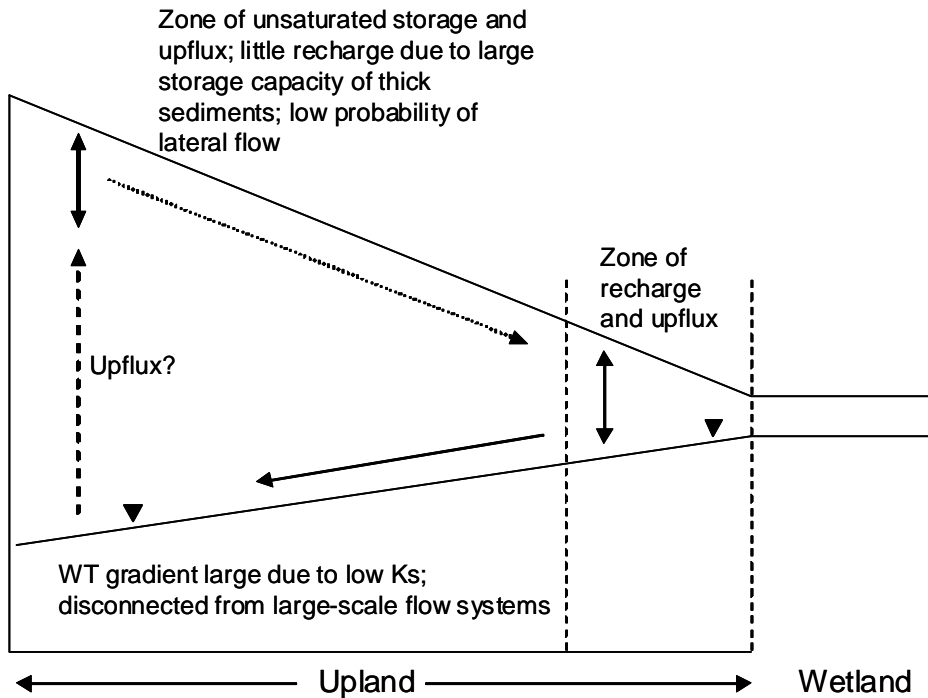 Zone of unsaturated storage and
upflux; little recharge due to large
storage capacity of thick
sediments; low probability of
lateral flow
Zone of
recharge
and upflux
Upflux?
WT gradient large due to low Ks;
disconnected from large-scale flow systems
Upland
Wetland